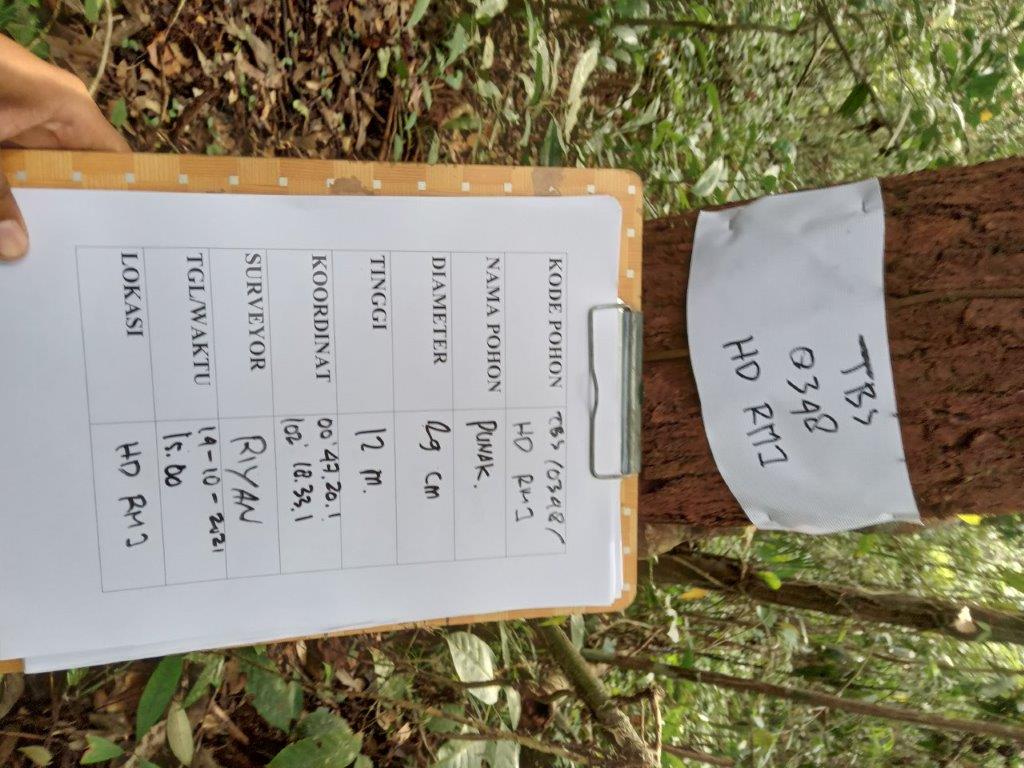 TBS
0348
HD RMJ
KODE POHON TBS /0348/
HD RMJ
NAMA POHON PUNAK.
DIAMETER 29 cm
TINGGI 12 m.
KOORDINAT 00°47.20.1
102° 18.33.1
SURVEYOR RIYAN
TGL/WAKTU 14-10-2021
15.00
LOKASI HD RMJ